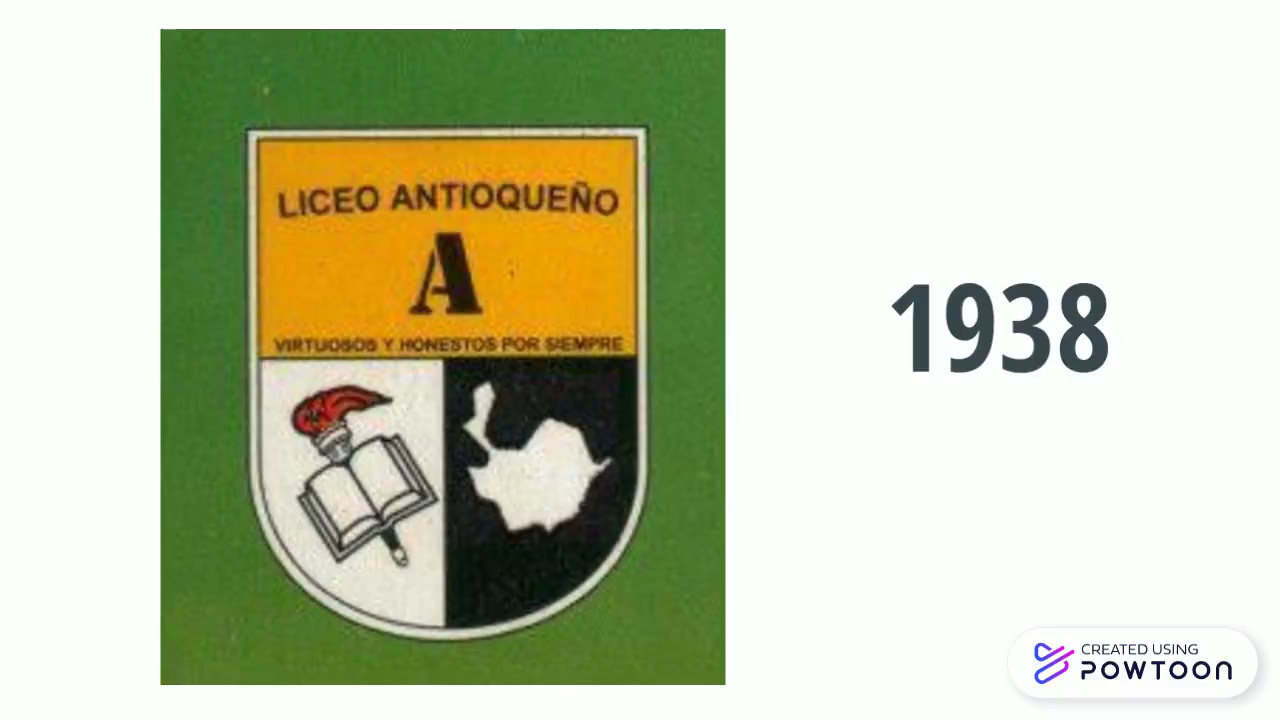 LICEO ANTIOQUEÑO
A
VIRTUOSOS Y HONESTOS POR SIEMPRE
1938
CREATED USING
POWTOON